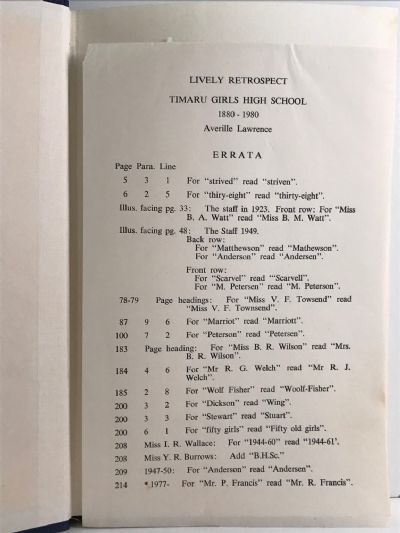 LIVELY RETROSPECT
TIMARU GIRLS HIGH SCHOOL
1880 - 1980
Averille Lawrence
ERRATA
Page Para. Line
5 3 1 For "strived" read "striven".
6 2 5 For "thiry-eight" read "thirty-eight".
Illus. facing pg. 33: The staff in 1923. Front row: For "Miss
B. A. Watt" read "Miss B. M. Watt".
Illus. facing pg. 48: The Staff 1949.
Back row:
For "Matthewson" read "Mathewson".
For "Anderson" read "Andersen".
Front row:
For "Scarvel" read "Scarvell".
For "M. Petersen" read "M. Peterson".
78-79 Page headings: For "Miss V. F. Towsend" read
"Miss V. F. Townsend".
87 9 6 For "Marriot" read "Marriott".
100 7 2 For "Peterson" read "Petersen".
183 Page heading: For "Miss B. R. Wilson" read "Mrs.
B. R. Wilson".
184 4 6 For "Mr R. G. Welch" read "Mr R. J.
Welch".
185 2 8 For "Wolf Fisher" read "Woolf-Fisher".
200 3 2 For "Dickson" read "Wing".
200 3 3 For "Stewart" read "Stuart".
200 6 1 For "fifty girls" read "Fifty old girls".
208 Miss I. R. Wallace: For "1944-60" read "1944-61'.
208 Miss Y. R. Burrows: Add "B.H.Sc."
209 1947-50: For "Anderson" read "Andersen".
214 *1977- For "Mr. P. Francis" read "Mr. R. Francis".